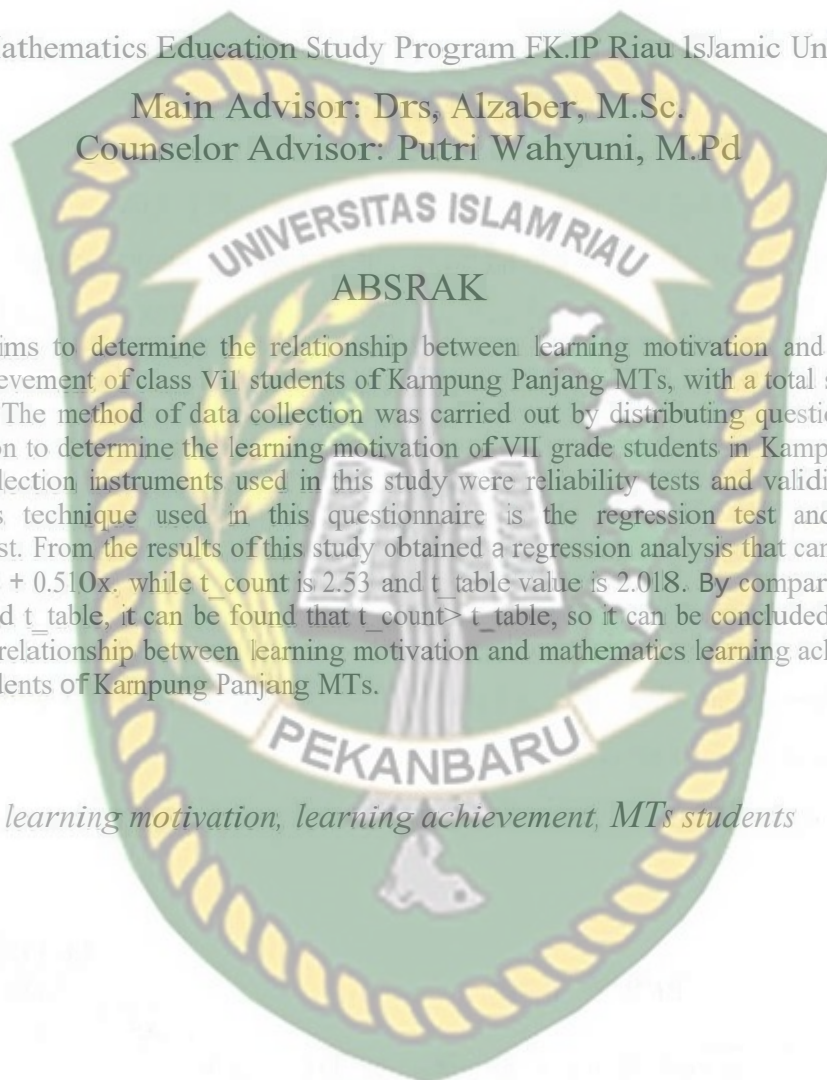 athematics Education Study Program FK.IP Riau lsJamic Un
Main Advisor: Drs, Alzaber, M.Sc.
Counselor Advisor: Putri Wahyuni, M.Pd
UNIVERSITAS ISLAM RIAU
ABSRAK
ims to determine the relationship between learning motivation and
evement of class Vil students of Kampung Panjang MTs, with a total s
The method of data collection was carried out by distributing questio
on to determine the learning motivation of VII grade students in Kamp
lection instruments used in this study were reliability tests and validi
s technique used in this questionnaire is the regression test and
st. From the results of this study obtained a regression analysis that can
+ 0.51Ox, while t_count is 2.53 and t_table value is 2.018. By compar
d t_table, it can be found that t_count> t_table, so it can be concluded
relationship between learning motivation and mathematics learning ach
dents of Karnpung Panjang MTs.
PEKANBARU
learning motivation, learning achievement, MTs students